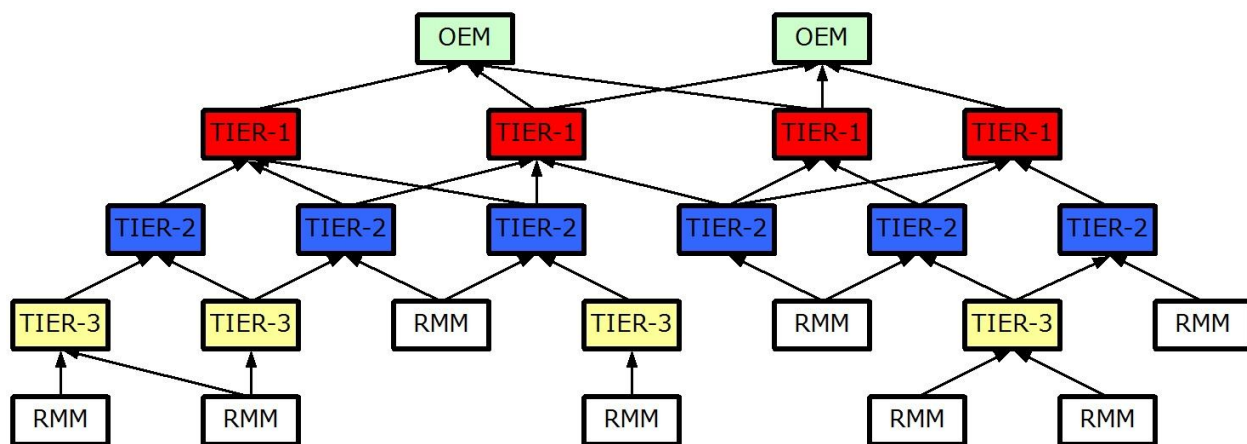 OEM OEM
TIER-1 TIER-1 TIER-1 TIER-1
TIER-2 TIER-2 TIER-2 TIER-2 TIER-2 TIER-2
TIER-3 TIER-3 RMM TIER-3 RMM TIER-3 RMM
RMM RMM RMM RMM RMM